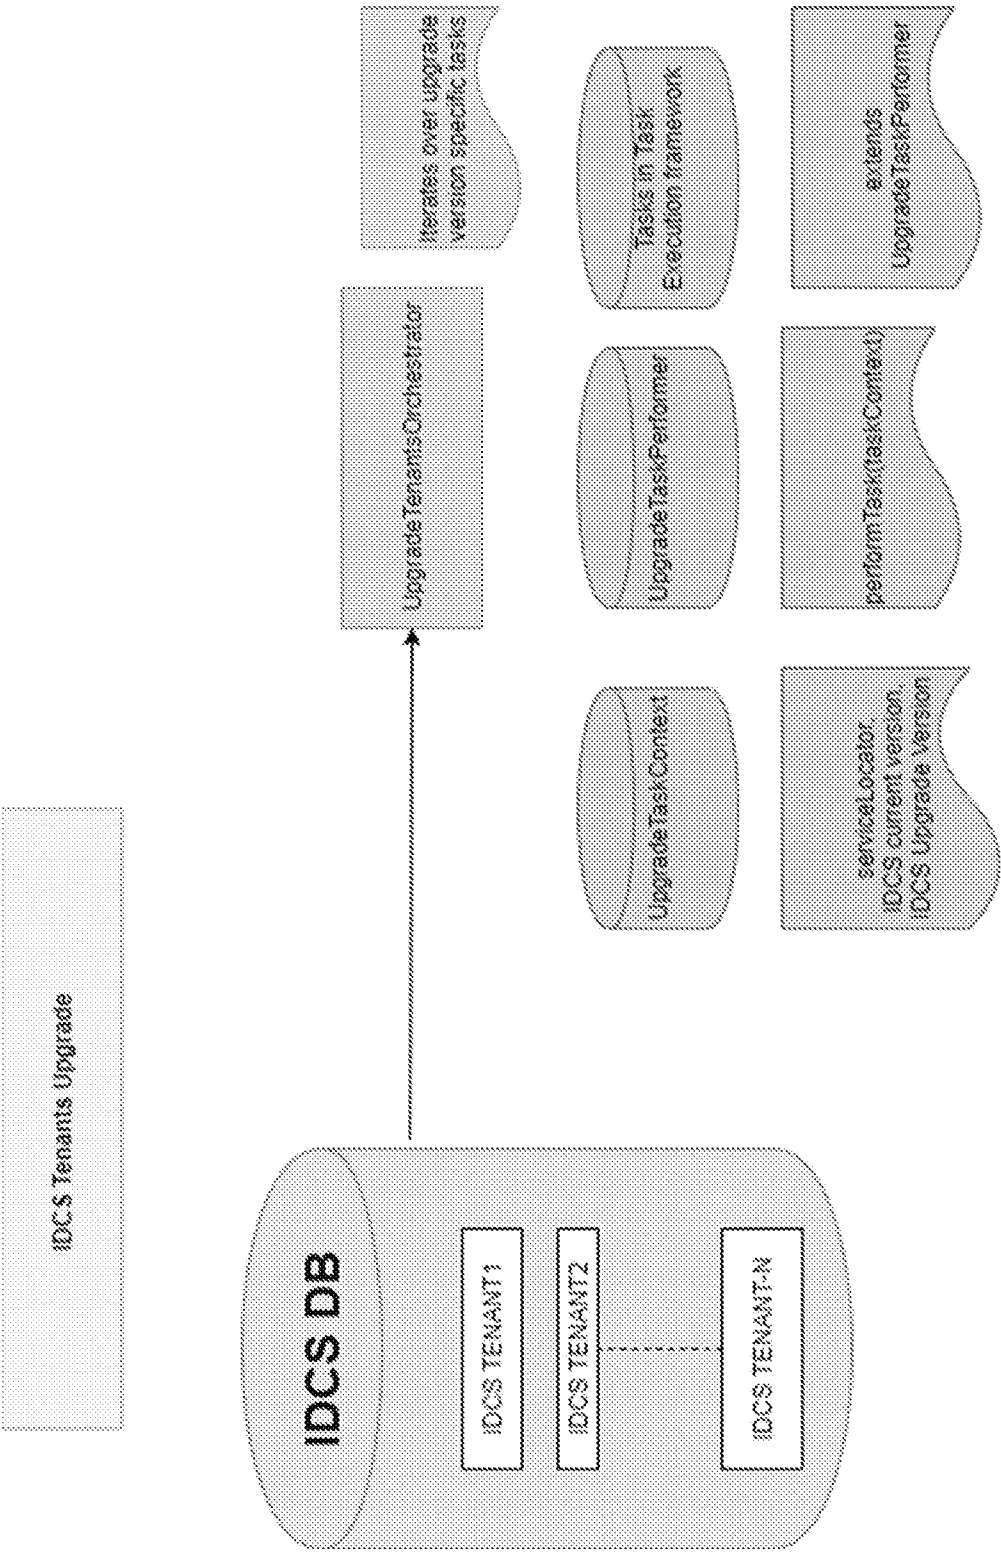 IDCS Tenants Upgrade
IDCS DB
IDCS TENANT1
IDCS TENANT2
IDCS TENANT-N
UpgradeTenantsOrchestrator
Iterates over upgrade
version specific tasks
UpgradeTaskContext
UpgradeTaskPerformer
Tasks in Task
Execution framework
serviceLocator,
IDCS current version,
IDCS Upgrade Version
performTask(taskContext)
extends
UpgradeTaskPerformer